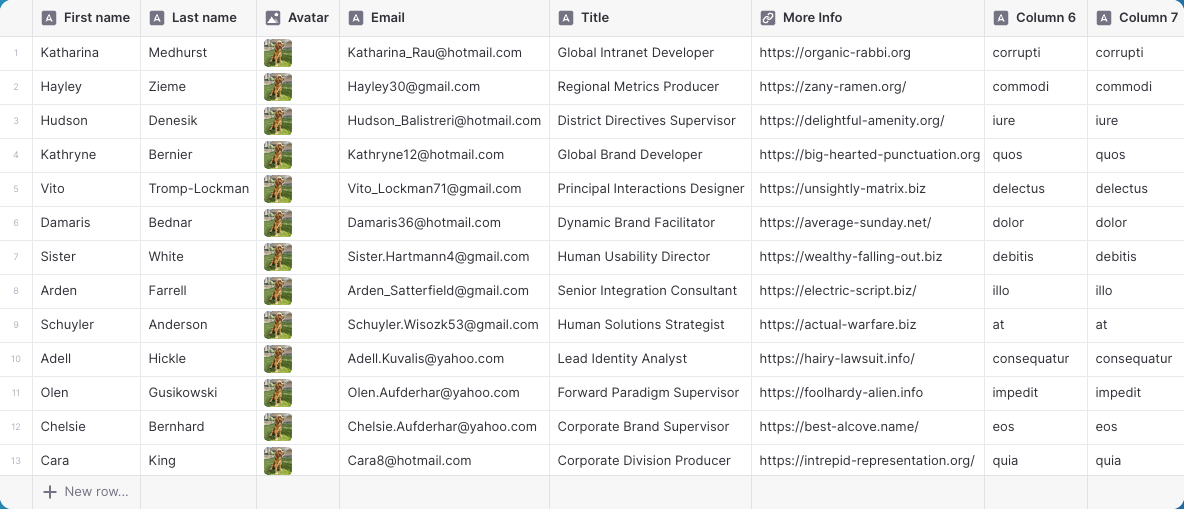 First name Last name Avatar Email Title More Info Column 6 Column 7
1 Katharina Medhurst Katharina_Rau@hotmail.com Global Intranet Developer https://organic-rabbi.org corrupti corrupti
2 Hayley Zieme Hayley30@gmail.com Regional Metrics Producer https://zany-ramen.org/ commodi commodi
3 Hudson Denesik Hudson_Balistreri@hotmail.com District Directives Supervisor https://delightful-amenity.org/ iure iure
4 Kathryne Bernier Kathryne12@hotmail.com Global Brand Developer https://big-hearted-punctuation.org quos quos
5 Vito Tromp-Lockman Vito_Lockman71@gmail.com Principal Interactions Designer https://unsightly-matrix.biz delectus delectus
6 Damaris Bednar Damaris36@hotmail.com Dynamic Brand Facilitator https://average-sunday.net/ dolor dolor
7 Sister White Sister.Hartmann4@gmail.com Human Usability Director https://wealthy-falling-out.biz debitis debitis
8 Arden Farrell Arden_Satterfield@gmail.com Senior Integration Consultant https://electric-script.biz/ illo illo
9 Schuyler Anderson Schuyler.Wisozk53@gmail.com Human Solutions Strategist https://actual-warfare.biz at at
10 Adell Hickle Adell.Kuvalis@yahoo.com Lead Identity Analyst https://hairy-lawsuit.info/ consequatur consequatur
11 Olen Gusikowski Olen.Aufderhar@yahoo.com Forward Paradigm Supervisor https://foolhardy-alien.info impedit impedit
12 Chelsie Bernhard Chelsie.Aufderhar@yahoo.com Corporate Brand Supervisor https://best-alcove.name/ eos eos
13 Cara King Cara8@hotmail.com Corporate Division Producer https://intrepid-representation.org/ quia quia
New row...